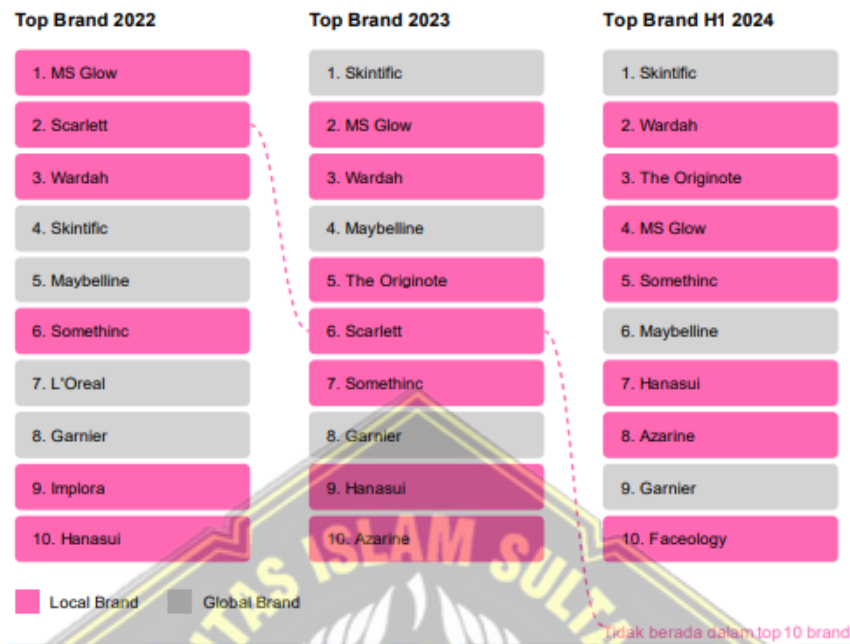 Top Brand 2022
1. MS Glow
2. Scarlett
3. Wardah
4. Skintific
5. Maybelline
6. Somethinc
7. L'Oreal
8. Garnier
9. Implora
10. Hanasui
Top Brand 2023
1. Skintific
2. MS Glow
3. Wardah
4. Maybelline
5. The Originote
6. Scarlett
7. Somethinc
8. Garnier
9. Hanasui
10. Azarine
Top Brand H1 2024
1. Skintific
2. Wardah
3. The Originote
4. MS Glow
5. Somethinc
6. Maybelline
7. Hanasui
8. Azarine
9. Garnier
10. Faceology
Local Brand
Global Brand
Tidak berada dalam top 10 brand
ITAS ISLAM SULT